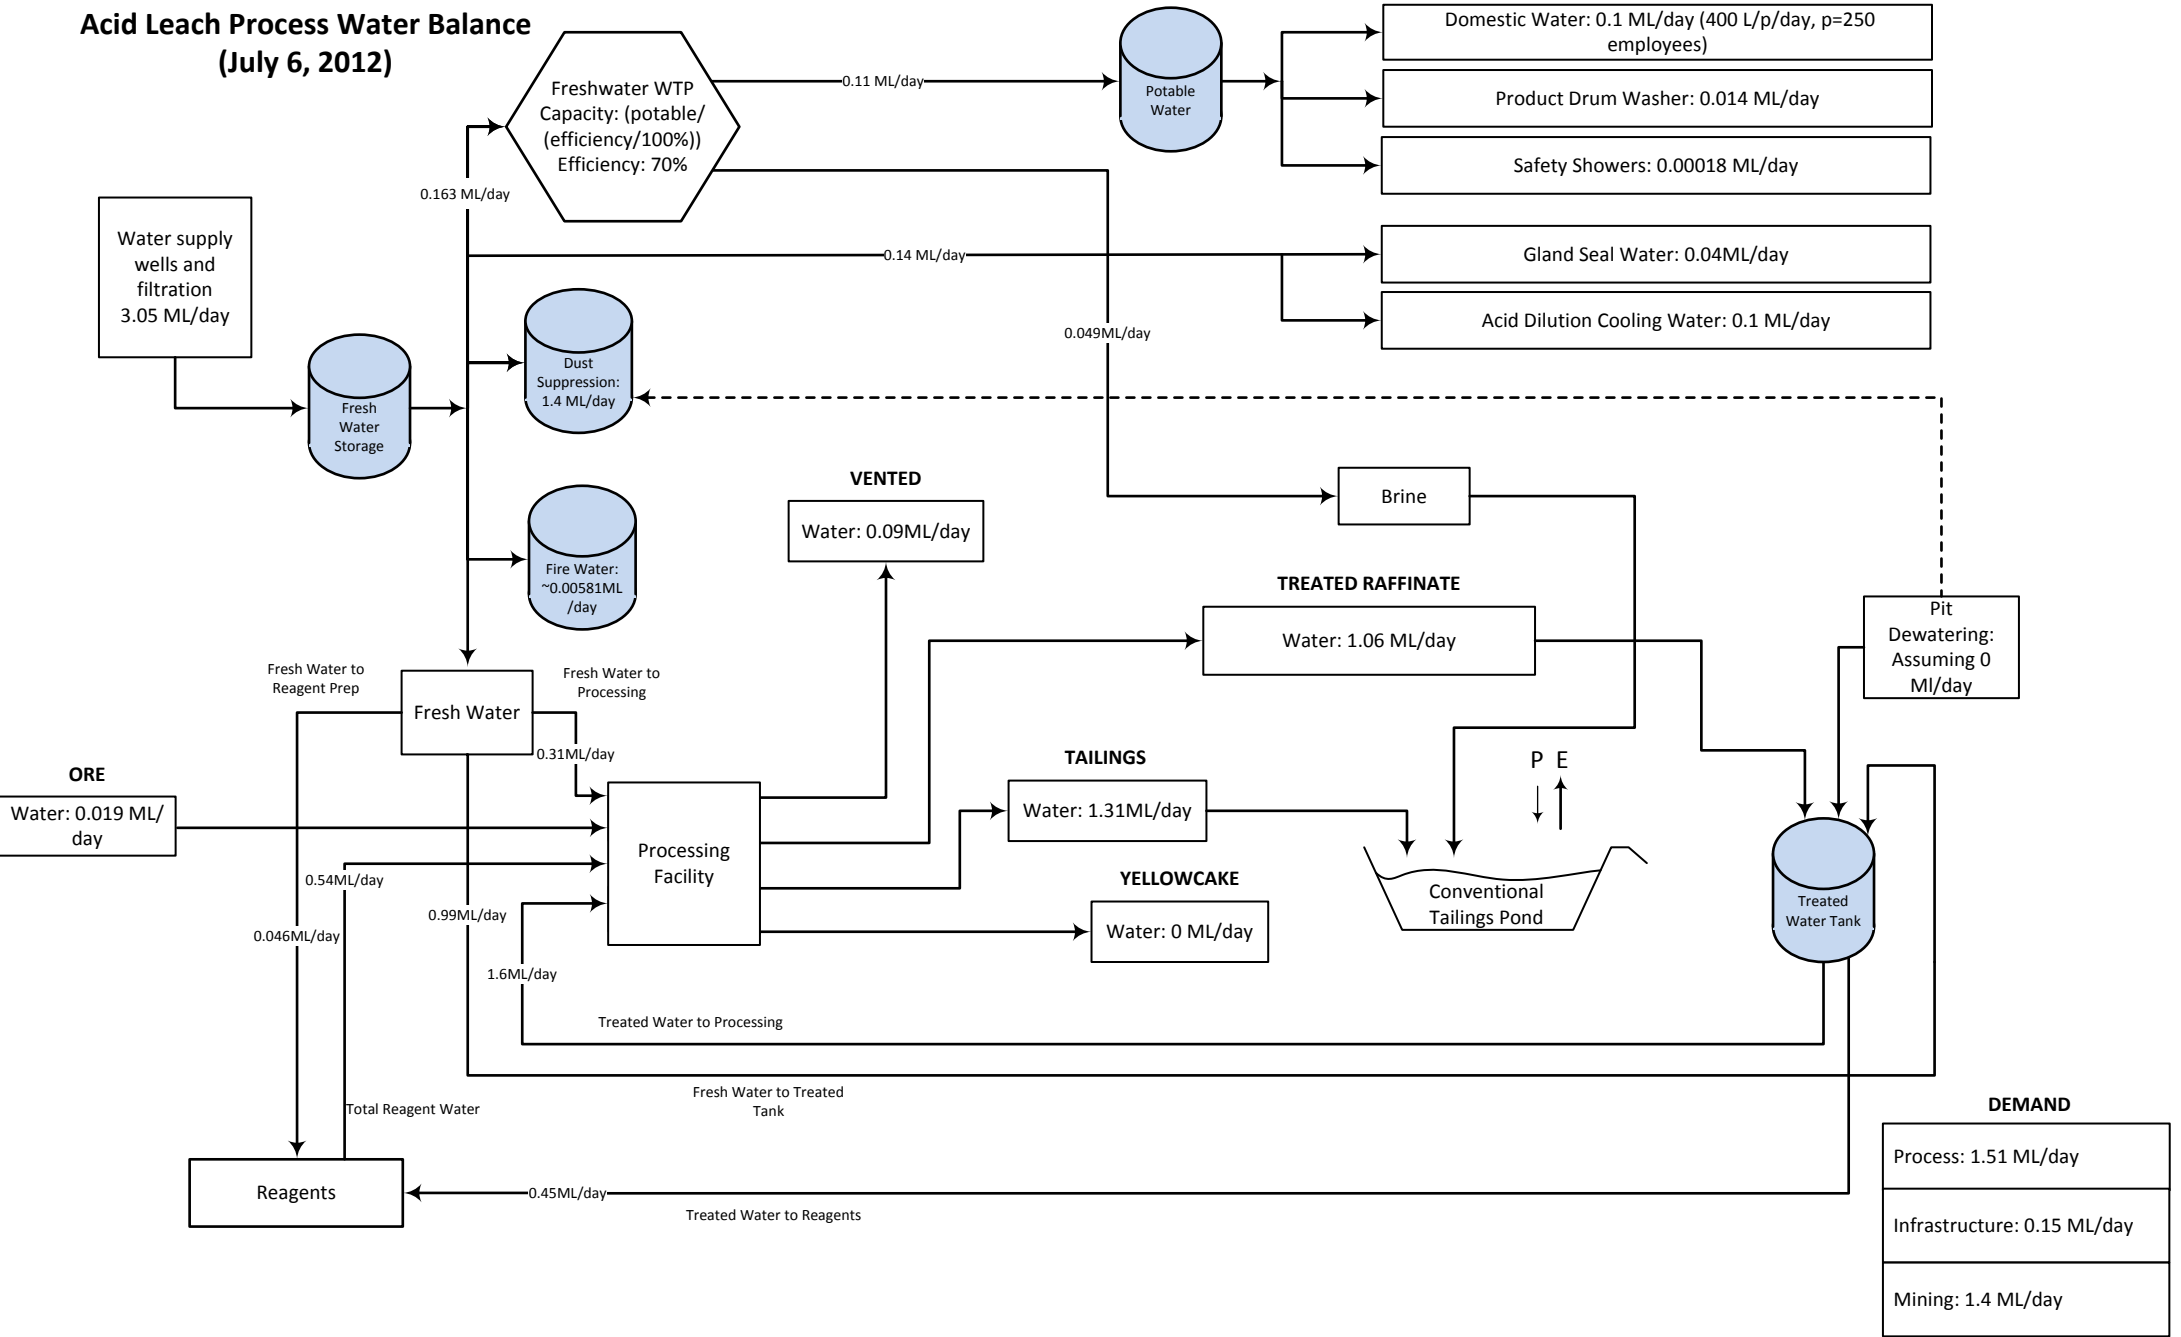 Acid Leach Process Water Balance
(July 6, 2012)
Domestic Water: 0.1 ML/day (400 L/p/day, p=250
employees)
Freshwater WTP
Capacity: (potable/
(efficiency/100%))
Efficiency: 70%
0.11 ML/day
Potable
Water
Product Drum Washer: 0.014 ML/day
Safety Showers: 0.00018 ML/day
0.163 ML/day
Water supply
wells and
filtration
3.05 ML/day
0.14 ML/day
Gland Seal Water: 0.04ML/day
Acid Dilution Cooling Water: 0.1 ML/day
0.049ML/day
Dust
Suppression:
1.4 ML/day
Fresh
Water
Storage
VENTED
Water: 0.09ML/day
Brine
Fire Water:
~0.00581ML
/day
TREATED RAFFINATE
Water: 1.06 ML/day
Pit
Dewatering:
Assuming 0
Ml/day
Fresh Water to
Reagent Prep
Fresh Water to
Processing
Fresh Water
0.31ML/day
ORE
Water: 0.019 ML/
day
TAILINGS
Water: 1.31ML/day
P E
Processing
Facility
0.54ML/day
0.99ML/day
0.046ML/day
1.6ML/day
YELLOWCAKE
Water: 0 ML/day
Conventional
Tailings Pond
Treated
Water Tank
Treated Water to Processing
Fresh Water to Treated
Tank
Total Reagent Water
Reagents
0.45ML/day
Treated Water to Reagents
DEMAND
Process: 1.51 ML/day
Infrastructure: 0.15 ML/day
Mining: 1.4 ML/day